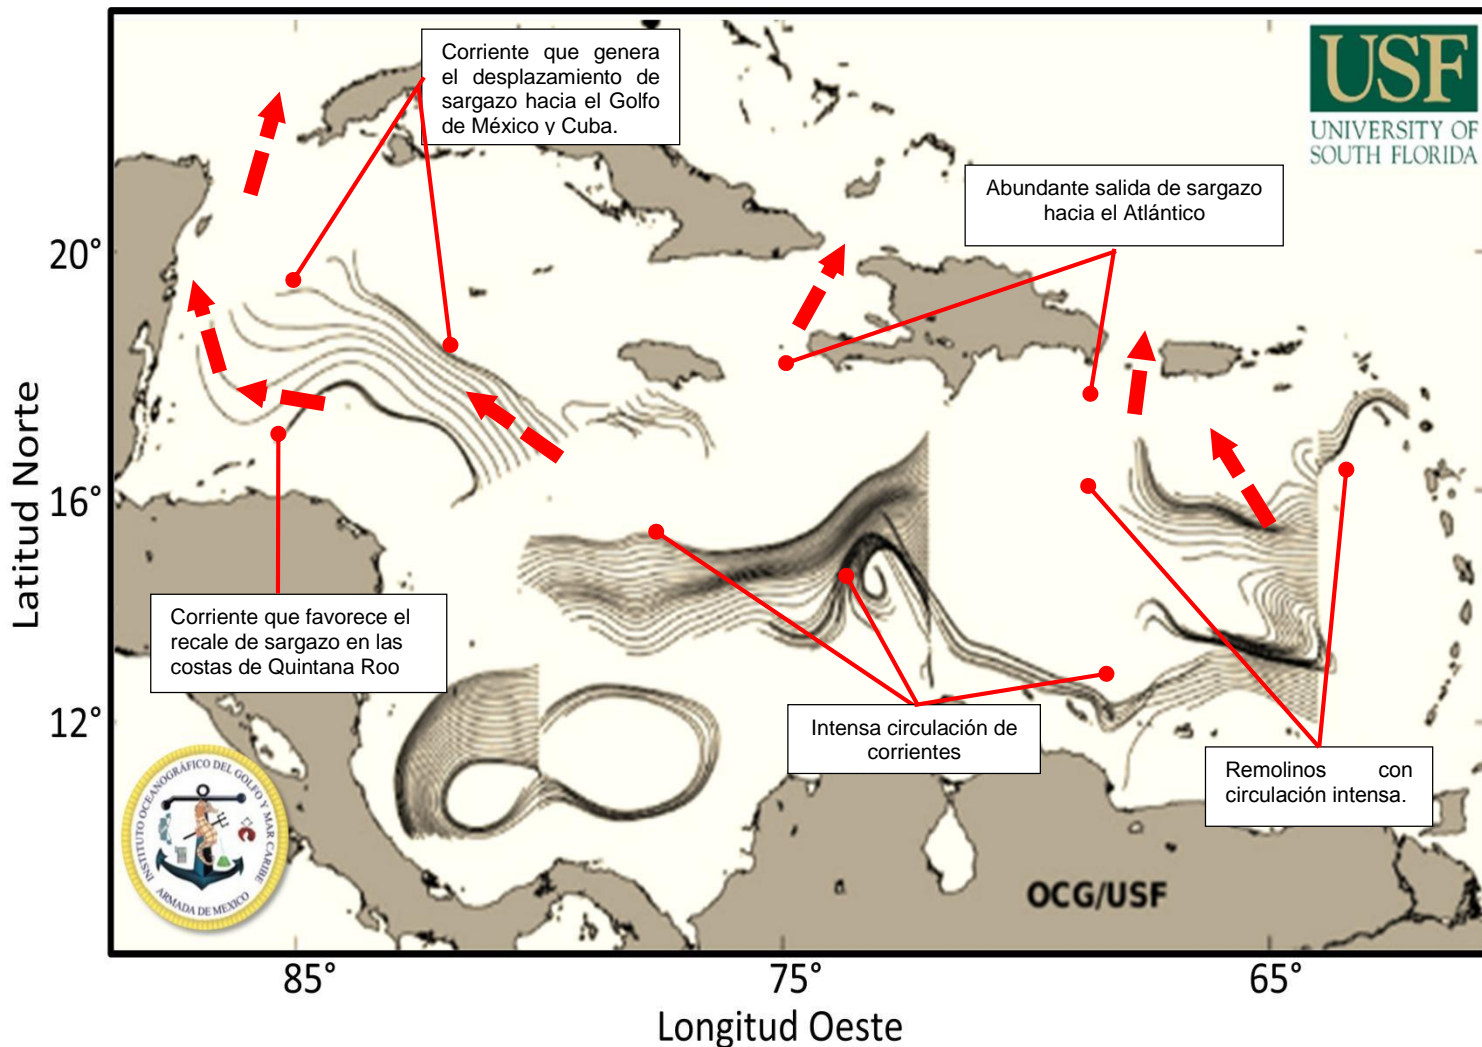 Corriente que genera
el desplazamiento de
sargazo hacia el Golfo
de México y Cuba.
USF
UNIVERSITY OF
SOUTH FLORIDA
Abundante salida de sargazo
hacia el Atlántico
20°
16°
12°
Latitud Norte
Corriente que favorece el
recale de sargazo en las
costas de Quintana Roo
Intensa circulación de
corrientes
Remolinos con
circulación intensa.
INSTITUTO OCEANOGRÁFICO DEL GOLFO Y MAR CARIBE
ARMADA DE MEXICO
OCG/USF
85°
75°
65°
Longitud Oeste